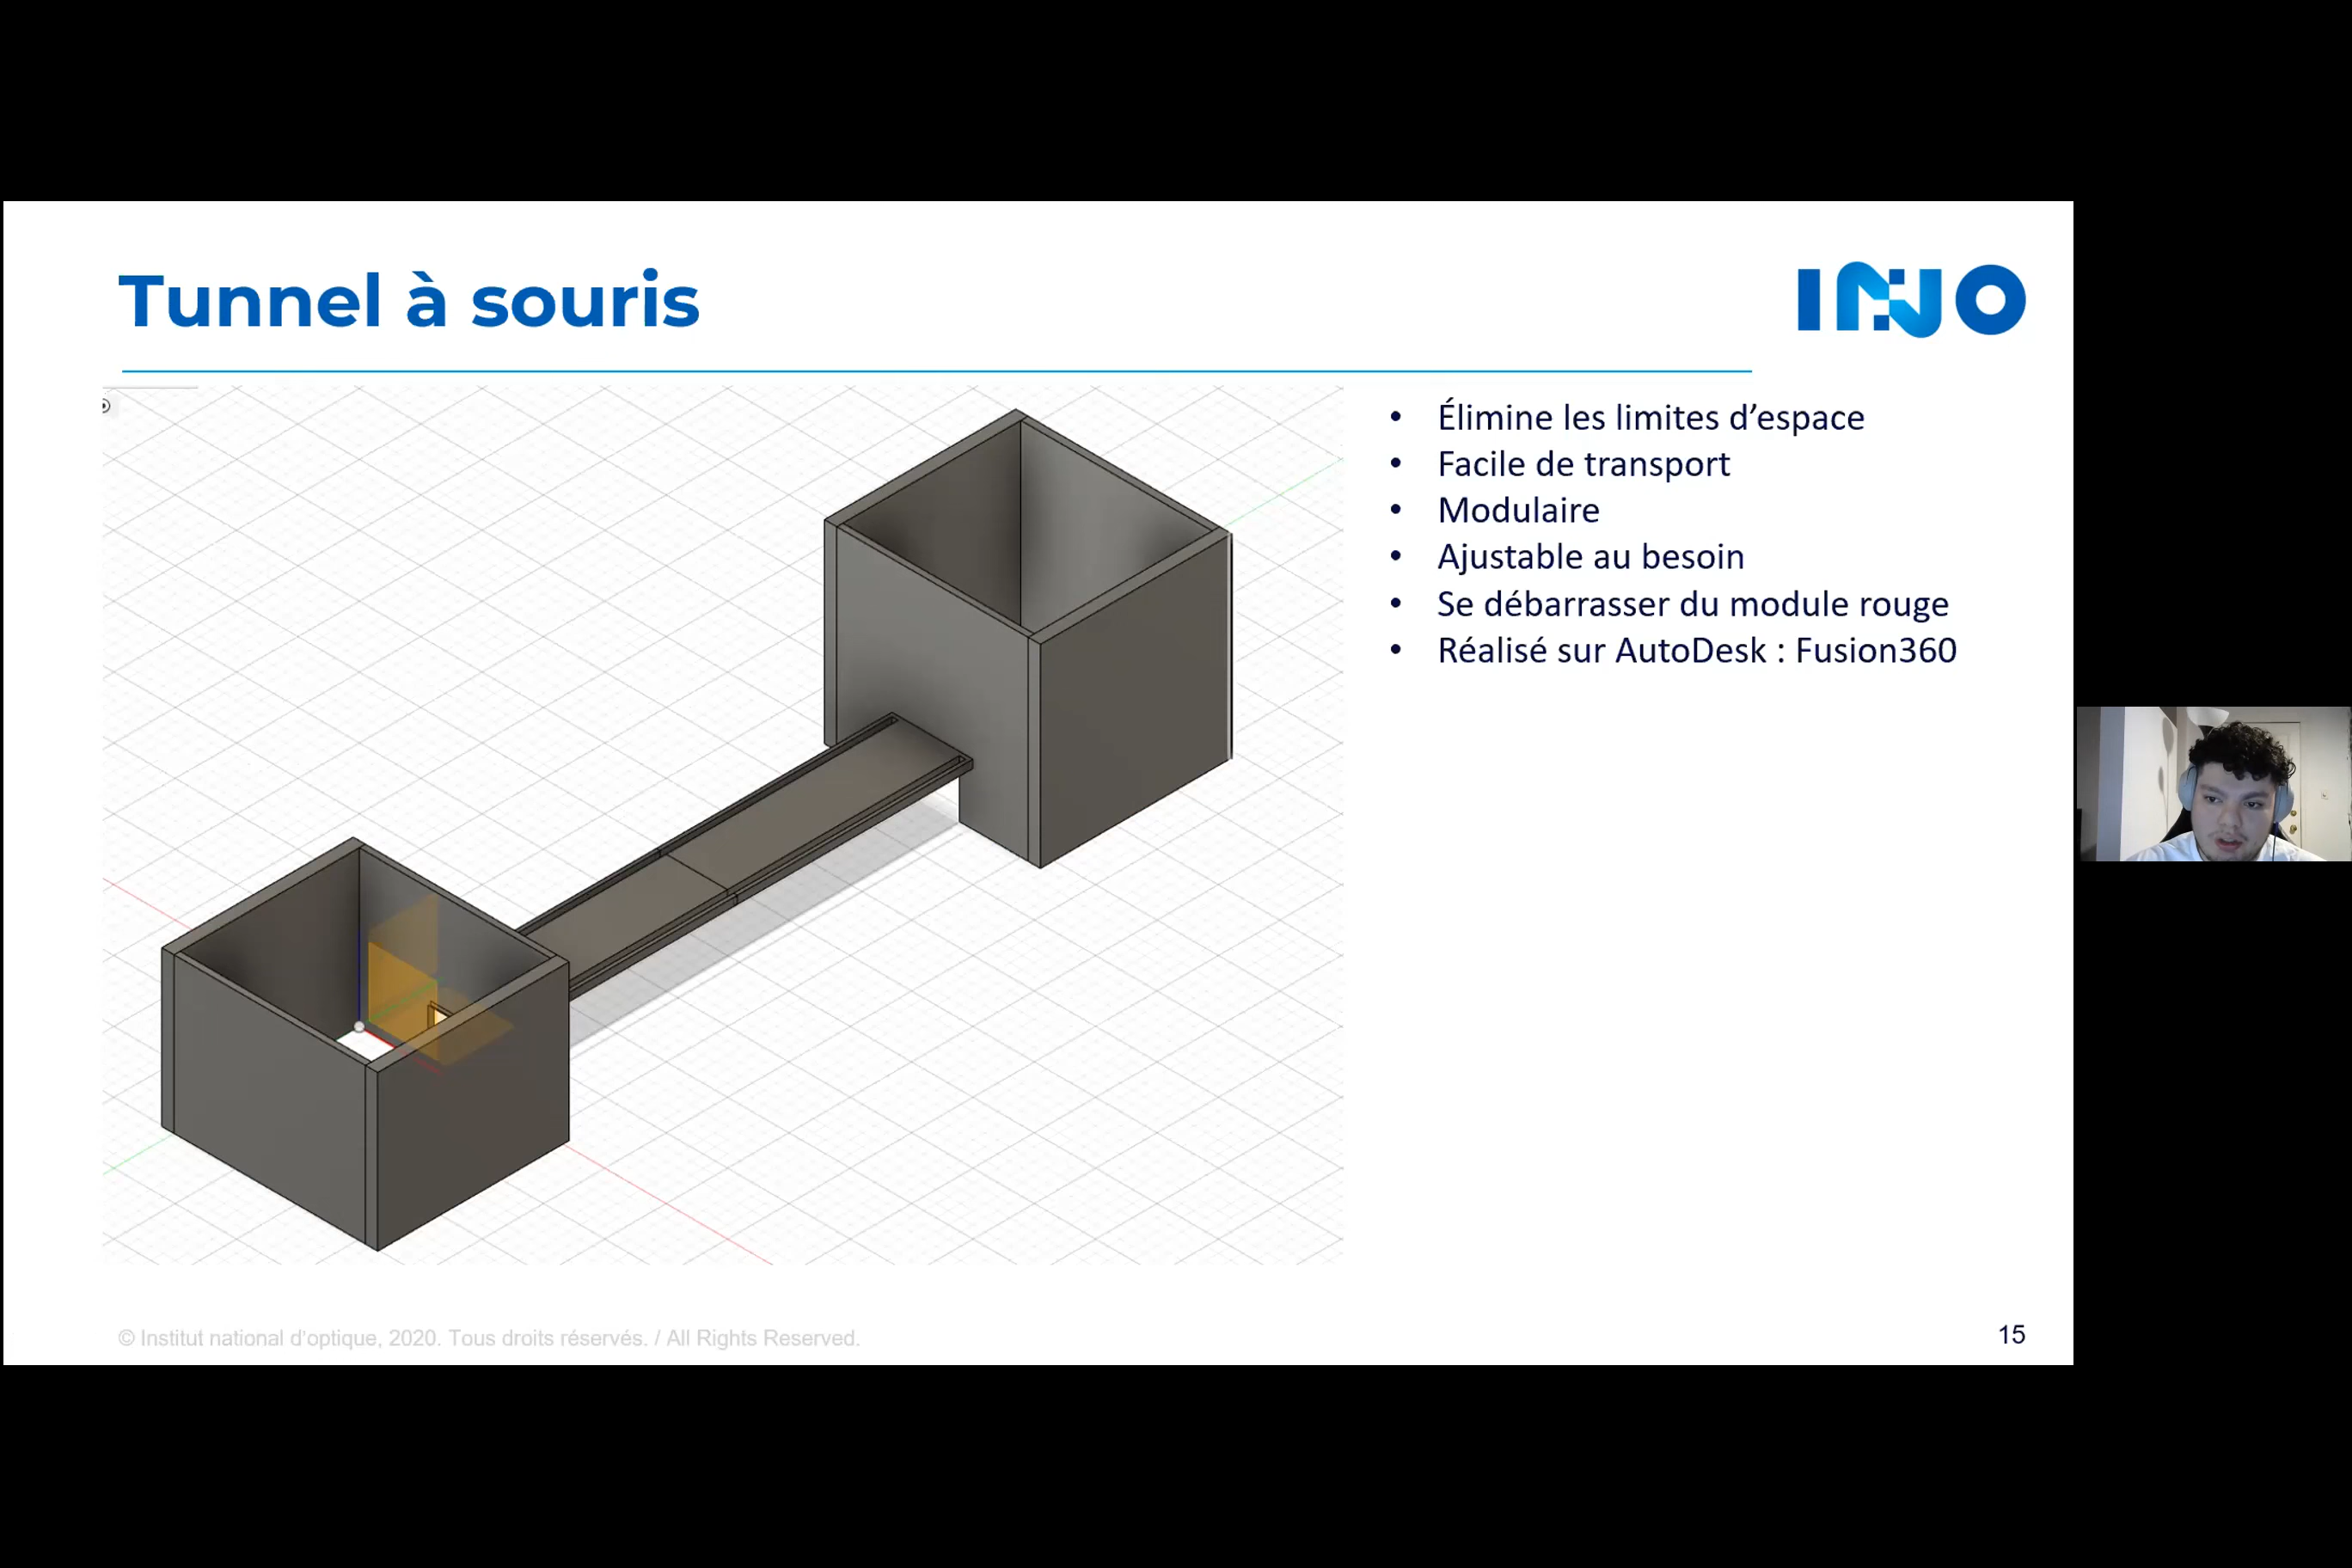 Tunnel à souris
INO
• Élimine les limites d’espace
• Facile de transport
• Modulaire
• Ajustable au besoin
• Se débarrasser du module rouge
• Réalisé sur AutoDesk : Fusion360
© Institut national d'optique, 2020. Tous droits réservés. / All Rights Reserved.
15